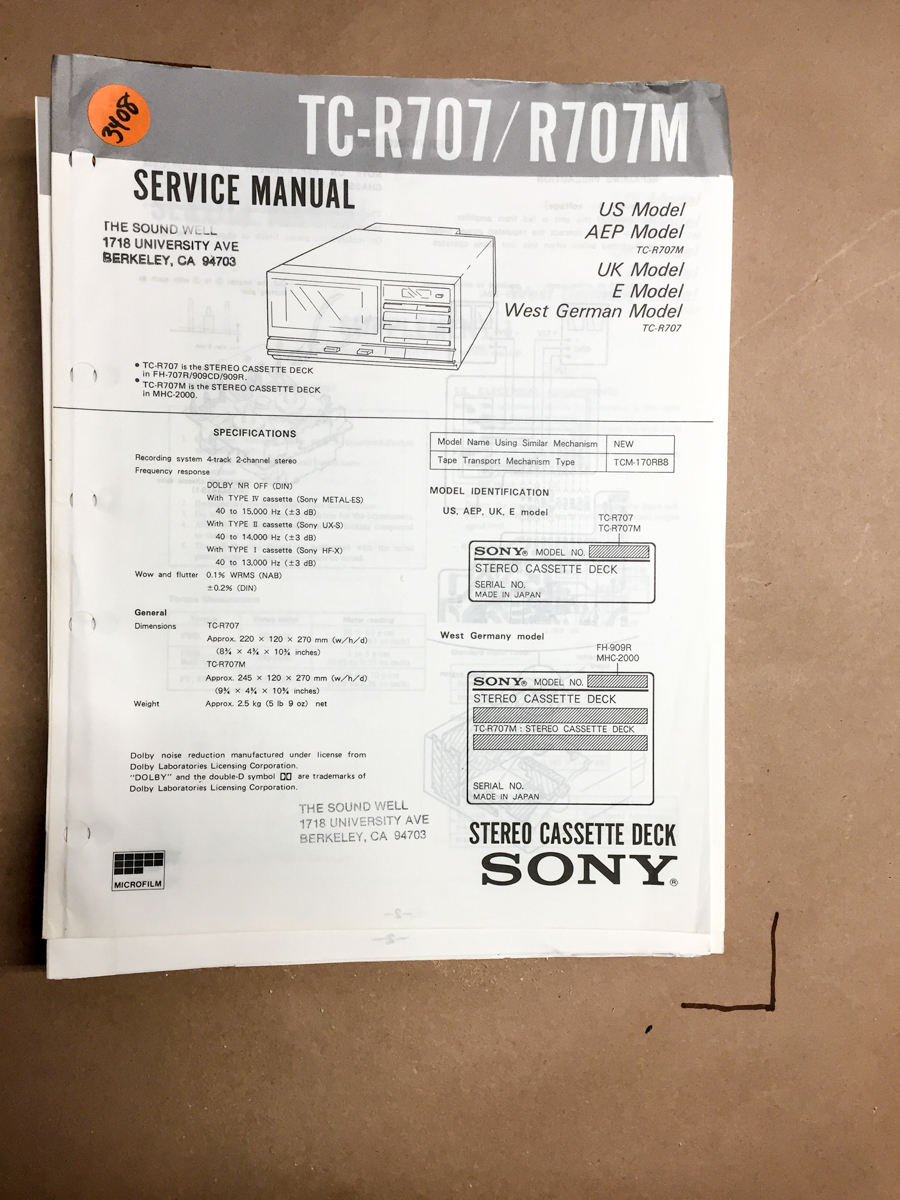 3408
TC-R707/R707M
SERVICE MANUAL
THE SOUND WELL
1718 UNIVERSITY AVE
BERKELEY, CA 94703
US Model
AEP Model
TC-R707M
UK Model
E Model
West German Model
TC-R707
• TC-R707 is the STEREO CASSETTE DECK
in FH-707R/909CD/909R.
• TC-R707M is the STEREO CASSETTE DECK
in MHC-2000.
SPECIFICATIONS
Recording system 4-track 2-channel stereo
Frequency response
DOLBY NR OFF (DIN)
With TYPE IV cassette (Sony METAL-ES)
40 to 15,000 Hz (±3 dB)
With TYPE II cassette (Sony UX-S)
40 to 14,000 Hz (±3 dB)
With TYPE I cassette (Sony HF-X)
40 to 13,000 Hz (±3 dB)
Wow and flutter 0.1% WRMS (NAB)
±0.2% (DIN)
General
Dimensions TC-R707
Approx. 220 × 120 × 270 mm (w/h/d)
(8¾ × 4¾ × 10¾ inches)
TC-R707M
Approx. 245 × 120 × 270 mm (w/h/d)
(9¾ × 4¾ × 10¾ inches)
Weight Approx. 2.5 kg (5 lb 9 oz) net
Dolby noise reduction manufactured under license from
Dolby Laboratories Licensing Corporation.
"DOLBY" and the double-D symbol are trademarks of
Dolby Laboratories Licensing Corporation.
THE SOUND WELL
1718 UNIVERSITY AVE
BERKELEY, CA 94703
MICROFILM
Model Name Using Similar Mechanism NEW
Tape Transport Mechanism Type TCM-170RB8
MODEL IDENTIFICATION
US, AEP, UK, E model
TC-R707
TC-R707M
SONY® MODEL NO.
STEREO CASSETTE DECK
SERIAL NO.
MADE IN JAPAN
West Germany model
FH-909R
MHC-2000
SONY® MODEL NO.
STEREO CASSETTE DECK
TC-R707M : STEREO CASSETTE DECK
SERIAL NO.
MADE IN JAPAN
STEREO CASSETTE DECK
SONY®